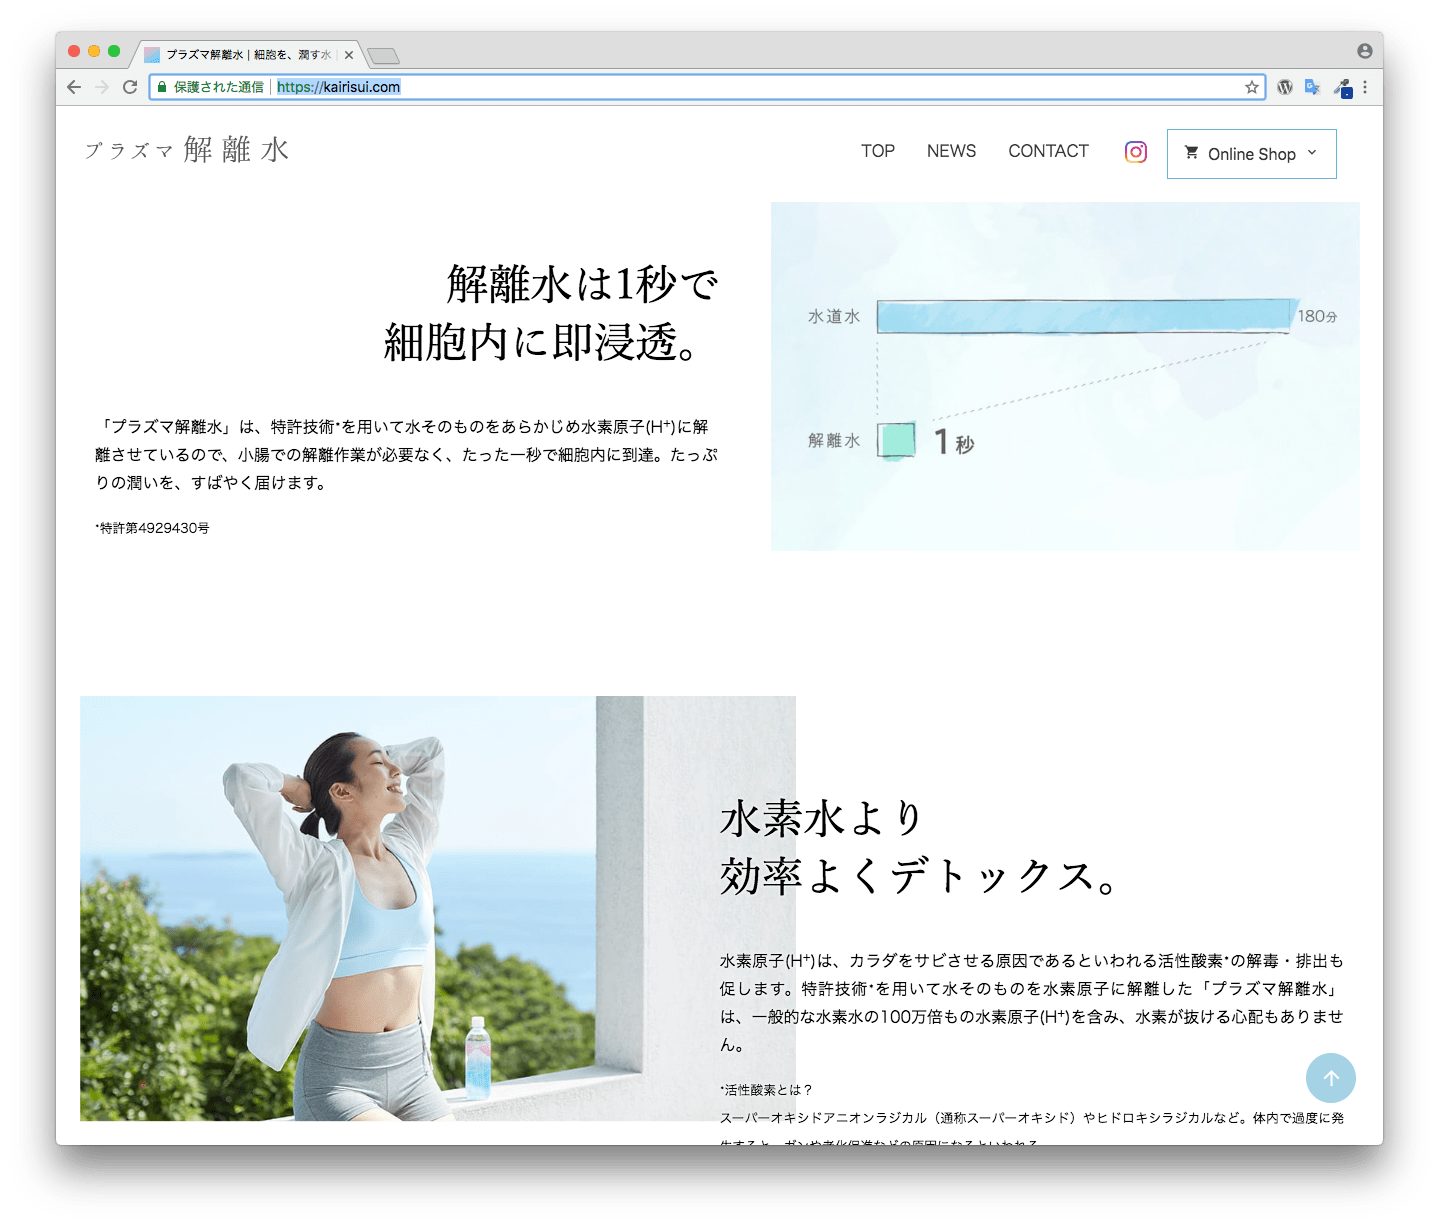 プラズマ解離水 | 細胞を、潤す水
保護された通信 https://kairisui.com
プラズマ 解離水
TOP NEWS CONTACT Online Shop
解離水は1秒で
細胞内に即浸透。
「プラズマ解離水」は、特許技術*を用いて水そのものをあらかじめ水素原子(H⁺)に解
離させているので、小腸での解離作業が必要なく、たった一秒で細胞内に到達。たっぷ
りの潤いを、すばやく届けます。
*特許第4929430号
水道水 180分
解離水 1秒
水素水より
効率よくデトックス。
水素原子(H⁺)は、カラダをサビさせる原因であるといわれる活性酸素*の解毒・排出も
促します。特許技術*を用いて水そのものを水素原子に解離した「プラズマ解離水」
は、一般的な水素水の100万倍もの水素原子(H⁺)を含み、水素が抜ける心配もありませ
ん。
*活性酸素とは？
スーパーオキシドアニオンラジカル（通称スーパーオキシド）やヒドロキシラジカルなど。体内で過度に発